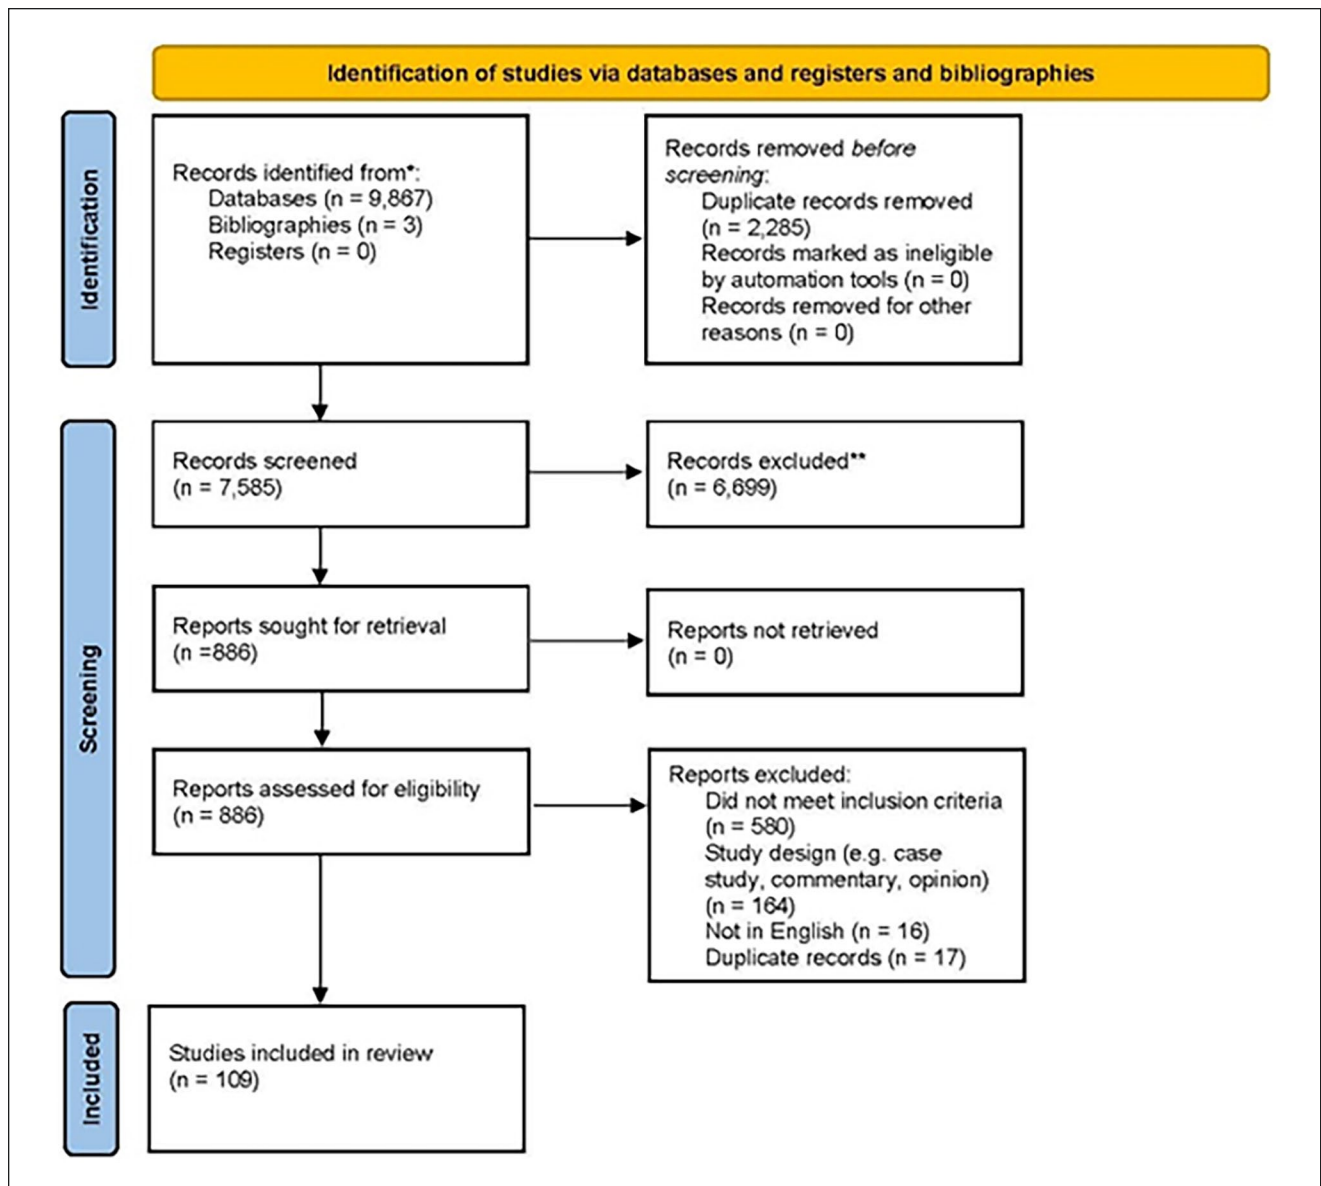 Identification of studies via databases and registers and bibliographies
Identification
Records identified from*:
Databases (n = 9,867)
Bibliographies (n = 3)
Registers (n = 0)
Records removed before
screening:
Duplicate records removed
(n = 2,285)
Records marked as ineligible
by automation tools (n = 0)
Records removed for other
reasons (n = 0)
Screening
Records screened
(n = 7,585)
Records excluded**
(n = 6,699)
Reports sought for retrieval
(n =886)
Reports not retrieved
(n = 0)
Reports assessed for eligibility
(n = 886)
Reports excluded:
Did not meet inclusion criteria
(n = 580)
Study design (e.g. case
study, commentary, opinion)
(n = 164)
Not in English (n = 16)
Duplicate records (n = 17)
Included
Studies included in review
(n = 109)